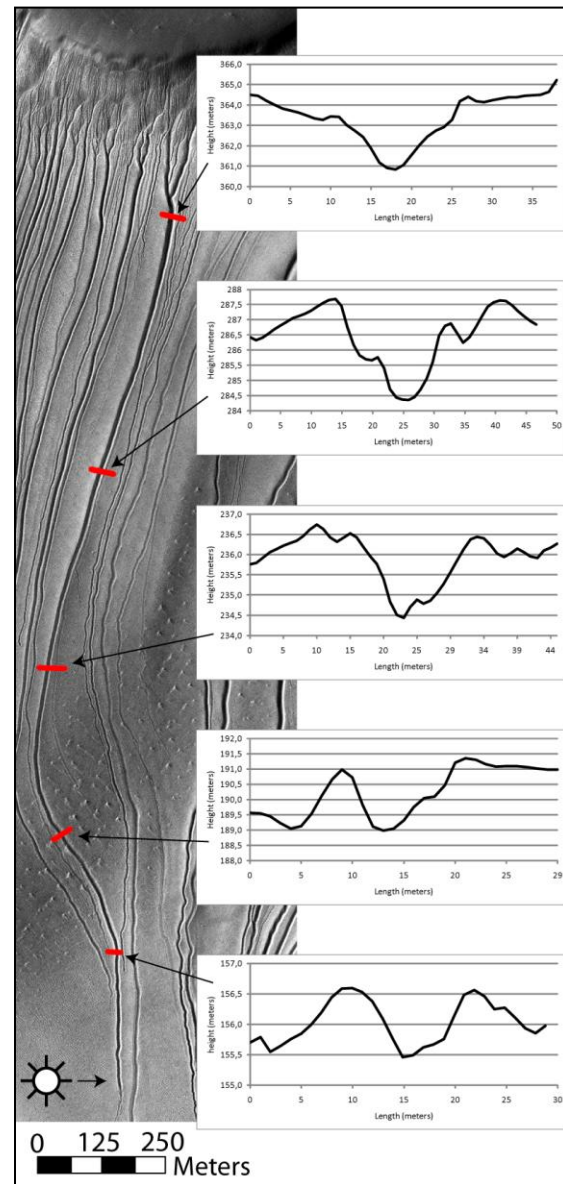 366,0
365,0
364,0
363,0
362,0
361,0
360,0
Height (meters)
0 5 10 15 20 25 30 35
Length (meters)
288
287,5
287
286,5
286
285,5
285
284,5
284
Height (meters)
0 5 10 15 20 25 30 35 40 45 50
Length (meters)
237,0
236,5
236,0
235,5
235,0
234,5
234,0
Height (meters)
0 5 10 15 20 24 29 34 39 44
Length (meters)
192,0
191,5
191,0
190,5
190,0
189,5
189,0
188,5
188,0
Height (meters)
0 5 10 15 20 25 29
Length (meters)
157,0
156,5
156,0
155,5
155,0
height (meters)
0 5 10 15 20 25 30
Length (meters)
0 125 250
Meters